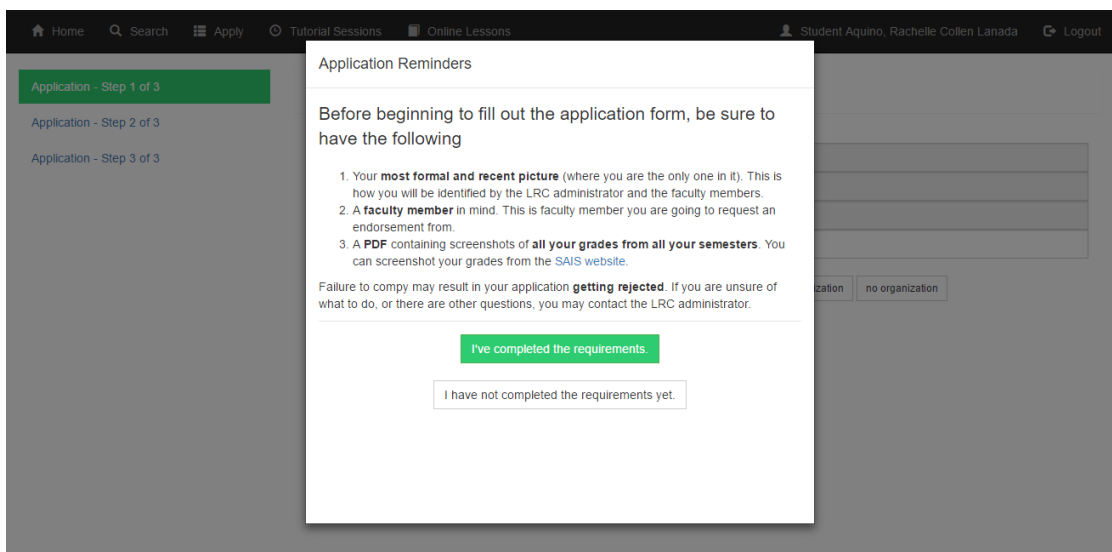 Home Search Apply Tutorial Sessions Online Lessons Student Aquino, Rachelle Collen Lanada Logout
Application - Step 1 of 3
Application - Step 2 of 3
Application - Step 3 of 3
Application Reminders
Before beginning to fill out the application form, be sure to
have the following
1. Your most formal and recent picture (where you are the only one in it). This is
how you will be identified by the LRC administrator and the faculty members.
2. A faculty member in mind. This is faculty member you are going to request an
endorsement from.
3. A PDF containing screenshots of all your grades from all your semesters. You
can screenshot your grades from the SAIS website.
Failure to compy may result in your application getting rejected. If you are unsure of
what to do, or there are other questions, you may contact the LRC administrator.
I've completed the requirements.
I have not completed the requirements yet.
ization no organization